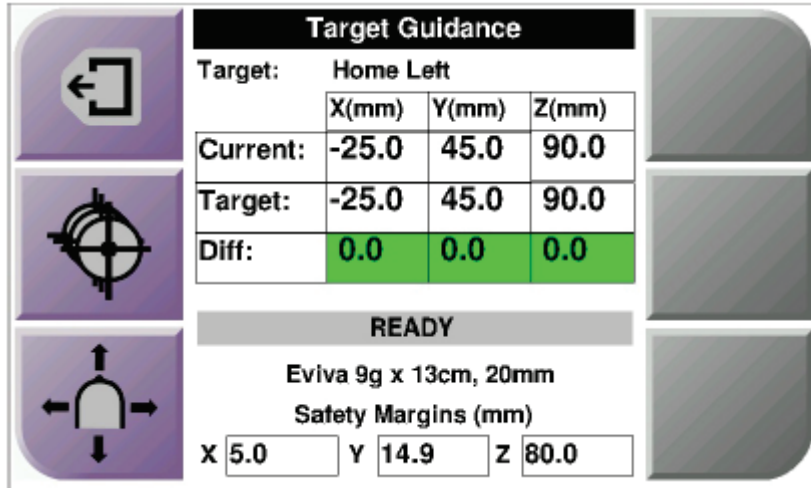 Target Guidance
Target: Home Left
X(mm) Y(mm) Z(mm)
Current: -25.0 45.0 90.0
Target: -25.0 45.0 90.0
Diff: 0.0 0.0 0.0
READY
Eviva 9g x 13cm, 20mm
Safety Margins (mm)
X 5.0 Y 14.9 Z 80.0